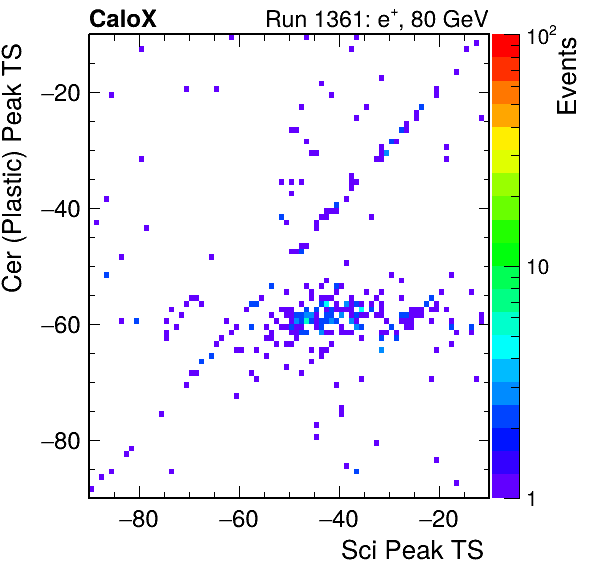 CaloX Run 1361: e⁺, 80 GeV
Cer (Plastic) Peak TS
−20
−40
−60
−80
−80 −60 −40 −20
Sci Peak TS
Events
10²
10
1